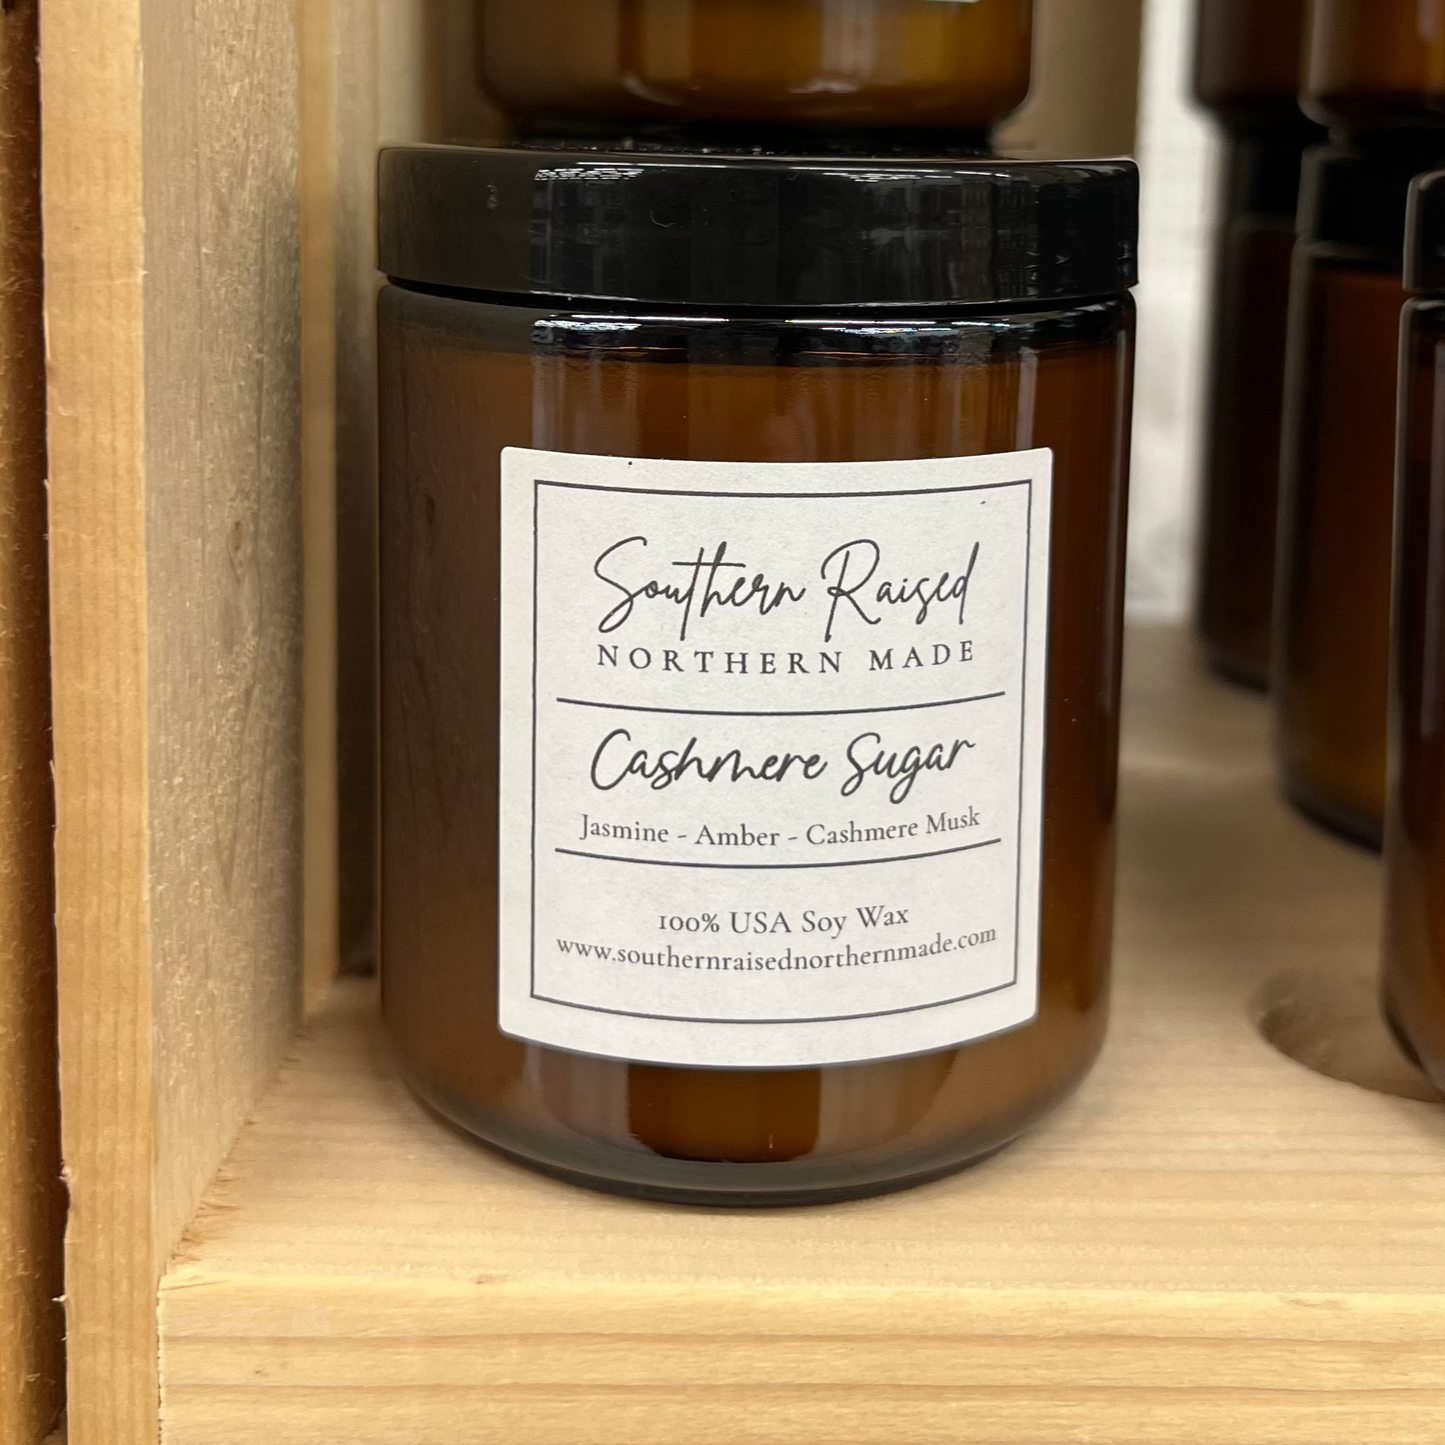 Southern Raised
NORTHERN MADE
Cashmere Sugar
Jasmine - Amber - Cashmere Musk
100% USA Soy Wax
www.southernraisednorthernmade.com